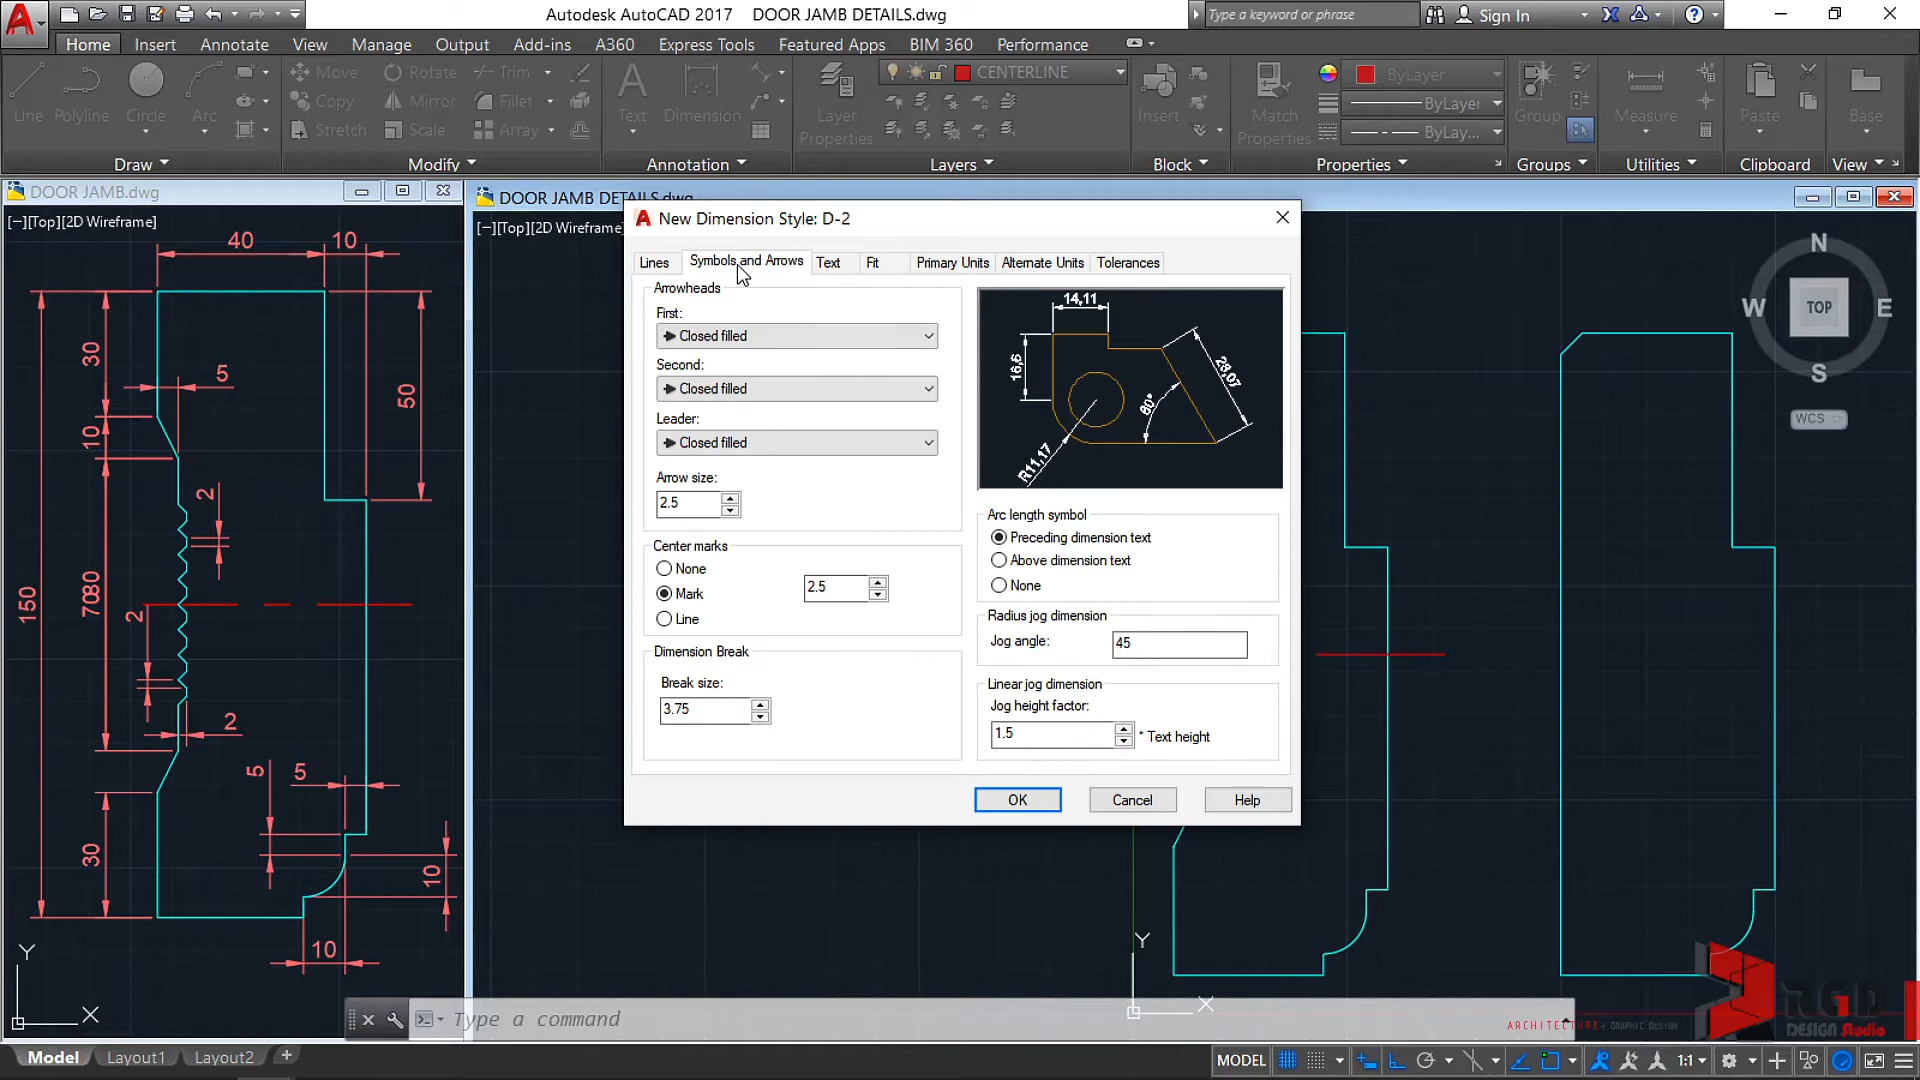 Autodesk AutoCAD 2017 DOOR JAMB DETAILS.dwg
Type a keyword or phrase
Sign In
Home Insert Annotate View Manage Output Add-ins A360 Express Tools Featured Apps BIM 360 Performance
Line Polyline Circle Arc
Move Rotate Trim
Copy Mirror Fillet
Stretch Scale Array
Text Dimension
Layer Properties
CENTERLINE
Insert
Match Properties
ByLayer
ByLayer
ByLay...
Group
Measure
Paste
Base
Draw Modify Annotation Layers Block Properties Groups Utilities Clipboard View
DOOR JAMB.dwg
[−][Top][2D Wireframe]
40 10
30
5
50
10
2
7080
150
2
2
5
5
30
10
10
Y
X
DOOR JAMB DETAILS.dwg
[−][Top][2D Wireframe]
New Dimension Style: D-2
Lines Symbols and Arrows Text Fit Primary Units Alternate Units Tolerances
Arrowheads
First:
Closed filled
Second:
Closed filled
Leader:
Closed filled
Arrow size:
2.5
Center marks
None
Mark
2.5
Line
Dimension Break
Break size:
3.75
14,11
16,6
28,07
60°
R11,17
Arc length symbol
Preceding dimension text
Above dimension text
None
Radius jog dimension
Jog angle:
45
Linear jog dimension
Jog height factor:
1.5
* Text height
OK Cancel Help
N
W TOP E
S
WCS
Y
X
Type a command
ARCHITECTURE + GRAPHIC DESIGN
RGD
DESIGN Studio
Model Layout1 Layout2 +
MODEL
1:1